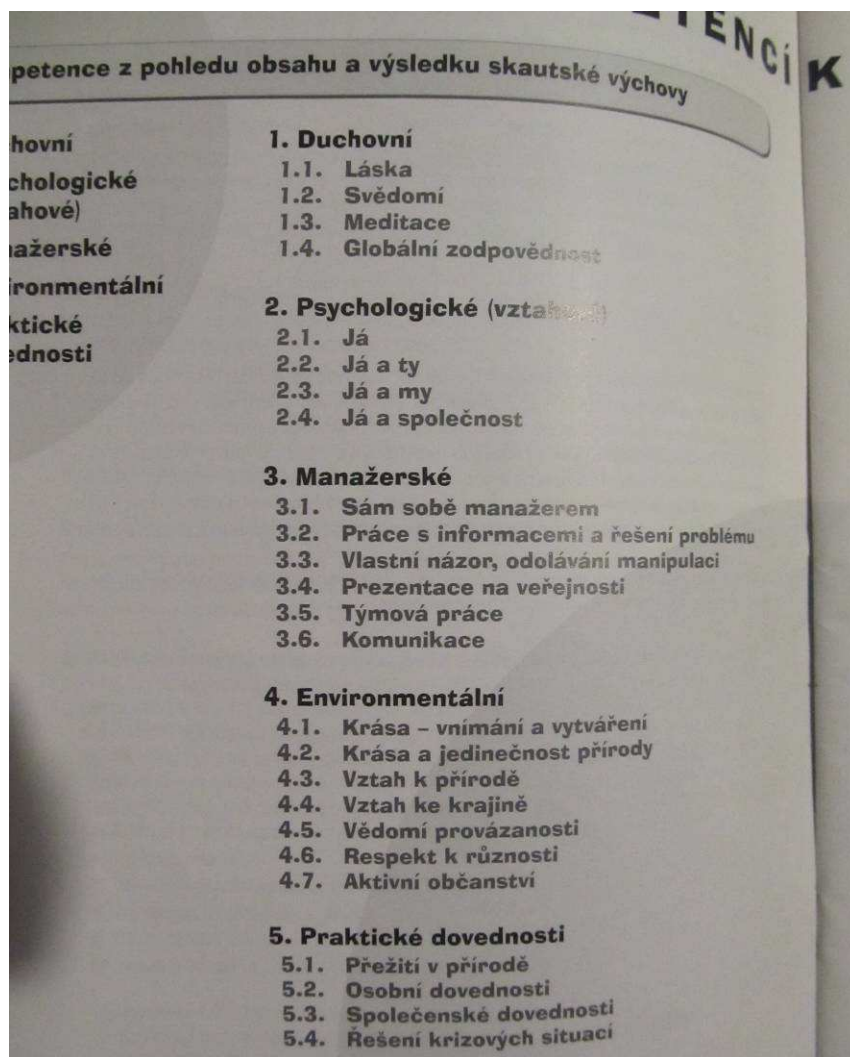 ETENCÍ K
petence z pohledu obsahu a výsledku skautské výchovy
hovní
chologické
ahové)
ažerské
ironmentální
ktické
ednosti
1. Duchovní
1.1. Láska
1.2. Svědomí
1.3. Meditace
1.4. Globální zodpovědnost
2. Psychologické (vztahové)
2.1. Já
2.2. Já a ty
2.3. Já a my
2.4. Já a společnost
3. Manažerské
3.1. Sám sobě manažerem
3.2. Práce s informacemi a řešení problému
3.3. Vlastní názor, odolávání manipulaci
3.4. Prezentace na veřejnosti
3.5. Týmová práce
3.6. Komunikace
4. Environmentální
4.1. Krása – vnímání a vytváření
4.2. Krása a jedinečnost přírody
4.3. Vztah k přírodě
4.4. Vztah ke krajině
4.5. Vědomí provázanosti
4.6. Respekt k různosti
4.7. Aktivní občanství
5. Praktické dovednosti
5.1. Přežití v přírodě
5.2. Osobní dovednosti
5.3. Společenské dovednosti
5.4. Řešení krizových situací